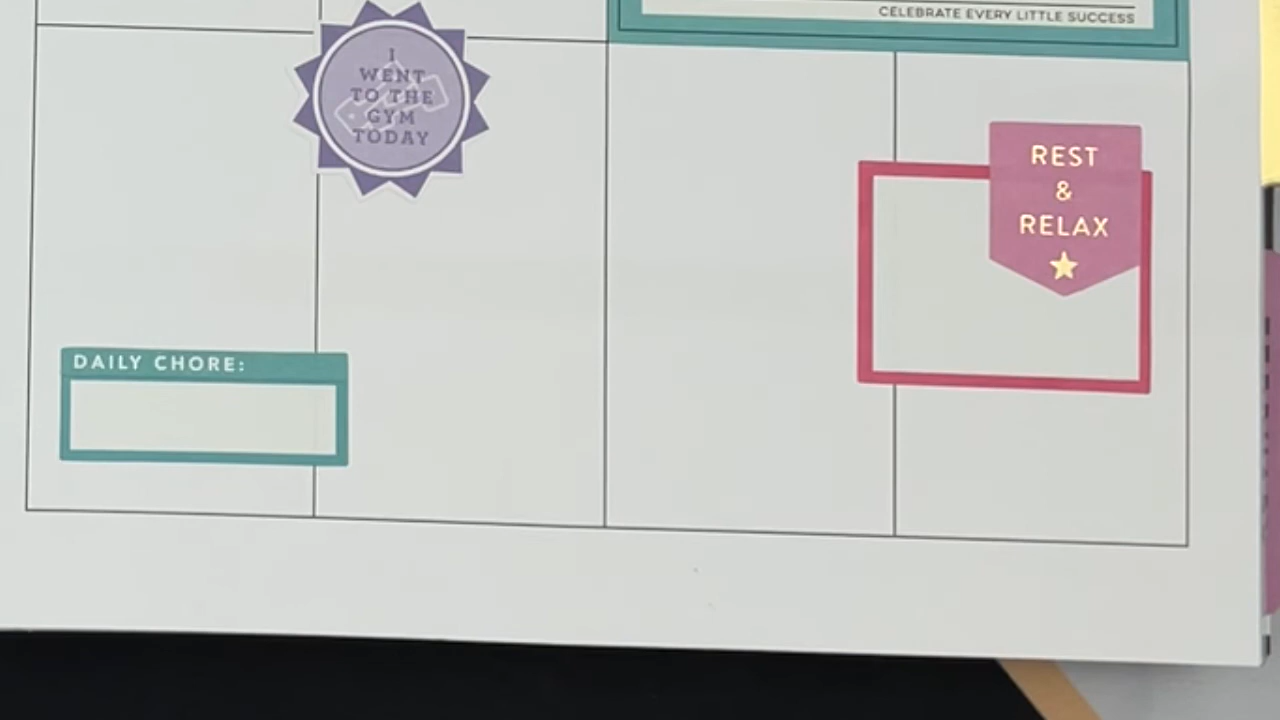 CELEBRATE EVERY LITTLE SUCCESS
I
WENT
TO THE
GYM
TODAY
REST
&
RELAX
DAILY CHORE: